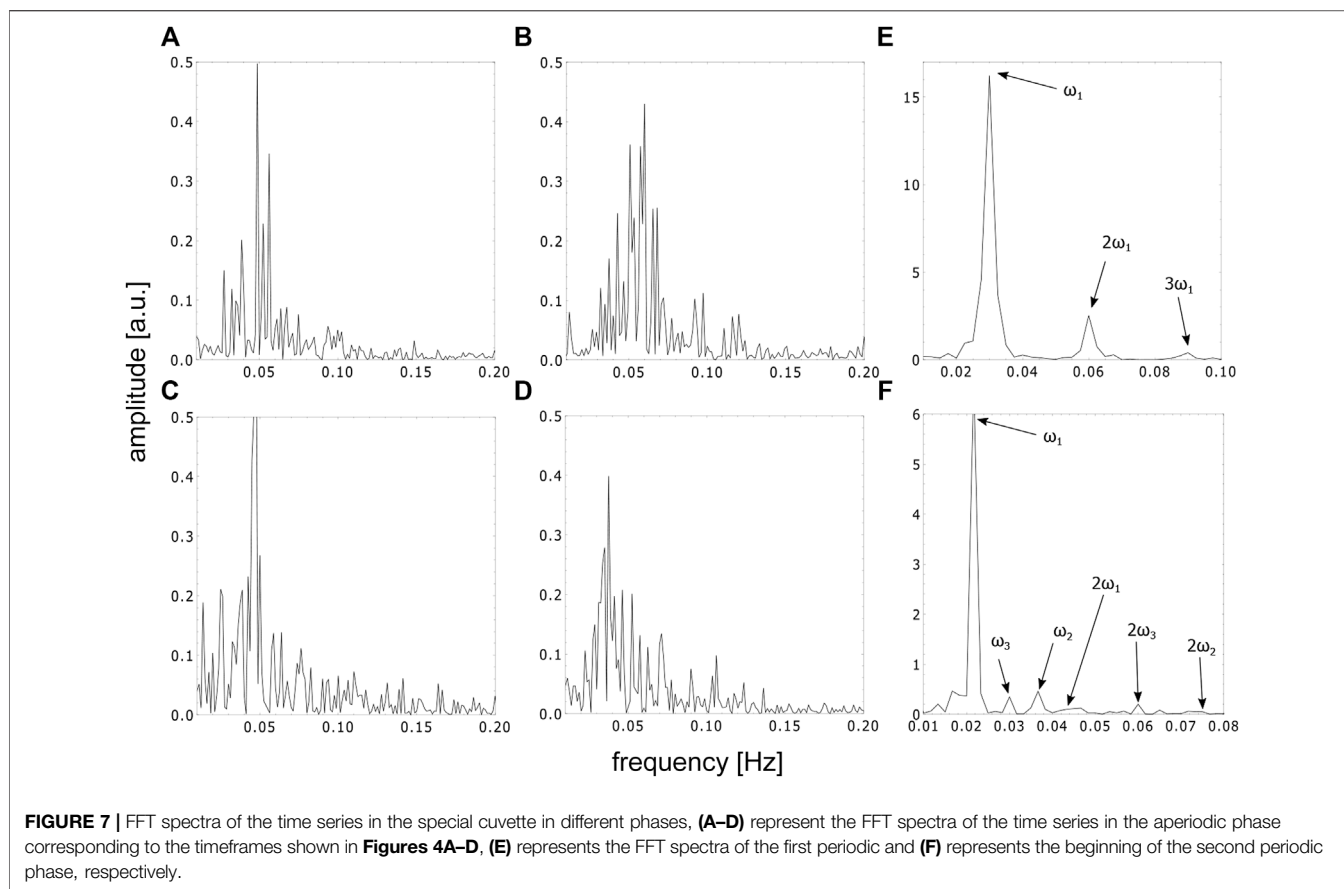 A
0.5
0.4
0.3
0.2
0.1
0.0
0.05 0.10 0.15 0.20
B
0.5
0.4
0.3
0.2
0.1
0.0
0.05 0.10 0.15 0.20
E
15
10
5
0
0.02 0.04 0.06 0.08 0.10
ω₁
2ω₁
3ω₁
amplitude [a.u.]
C
0.5
0.4
0.3
0.2
0.1
0.0
0.05 0.10 0.15 0.20
D
0.5
0.4
0.3
0.2
0.1
0.0
0.05 0.10 0.15 0.20
F
6
5
4
3
2
1
0
0.01 0.02 0.03 0.04 0.05 0.06 0.07 0.08
ω₁
ω₃
ω₂
2ω₁
2ω₃
2ω₂
frequency [Hz]
FIGURE 7 | FFT spectra of the time series in the special cuvette in different phases, (A–D) represent the FFT spectra of the time series in the aperiodic phase
corresponding to the timeframes shown in Figures 4A–D, (E) represents the FFT spectra of the first periodic and (F) represents the beginning of the second periodic
phase, respectively.